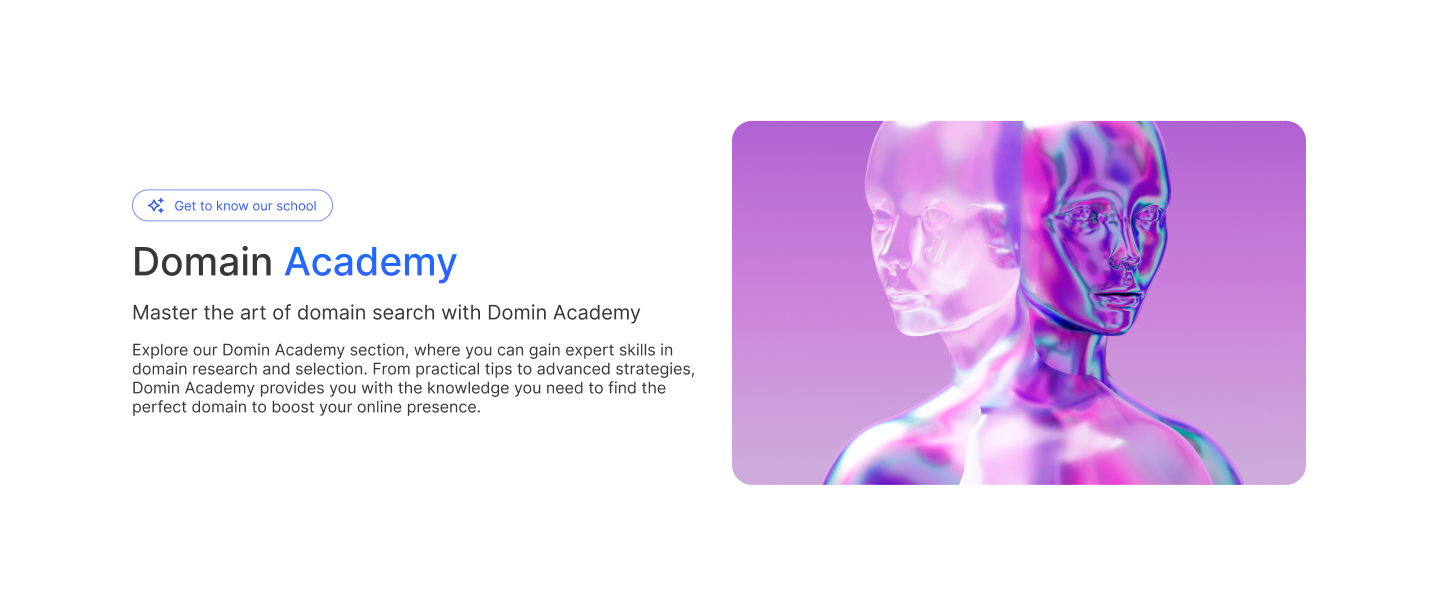 Get to know our school
Domain Academy
Master the art of domain search with Domin Academy
Explore our Domin Academy section, where you can gain expert skills in
domain research and selection. From practical tips to advanced strategies,
Domin Academy provides you with the knowledge you need to find the
perfect domain to boost your online presence.